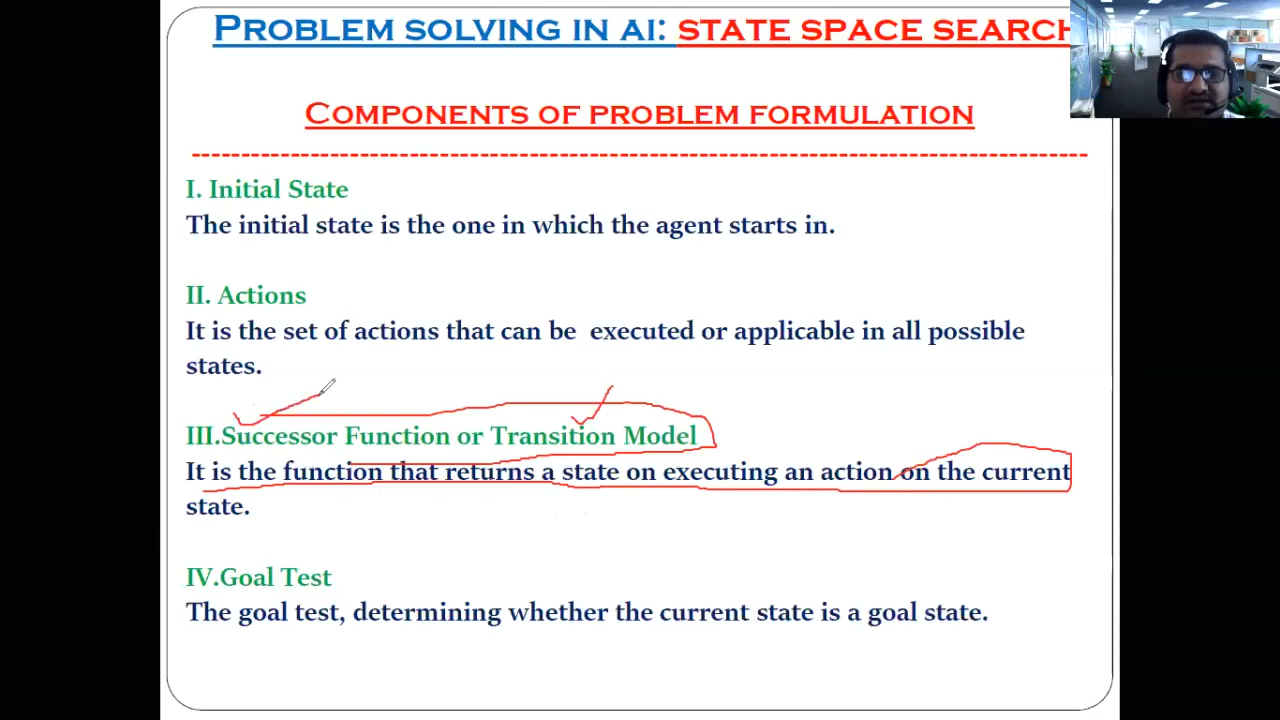 PROBLEM SOLVING IN AI: STATE SPACE SEARCH
COMPONENTS OF PROBLEM FORMULATION
I. Initial State
The initial state is the one in which the agent starts in.
II. Actions
It is the set of actions that can be executed or applicable in all possible
states.
III.Successor Function or Transition Model
It is the function that returns a state on executing an action on the current
state.
IV.Goal Test
The goal test, determining whether the current state is a goal state.